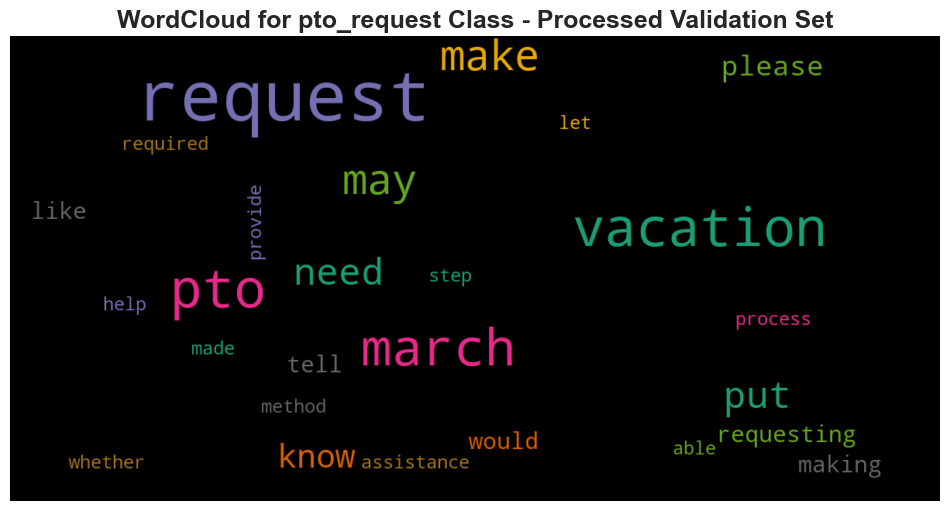 WordCloud for pto_request Class - Processed Validation Set
make
please
request
let
required
may
like
provide
vacation
need
step
pto
help
process
march
made
tell
put
method
requesting
would
able
know
whether
assistance
making